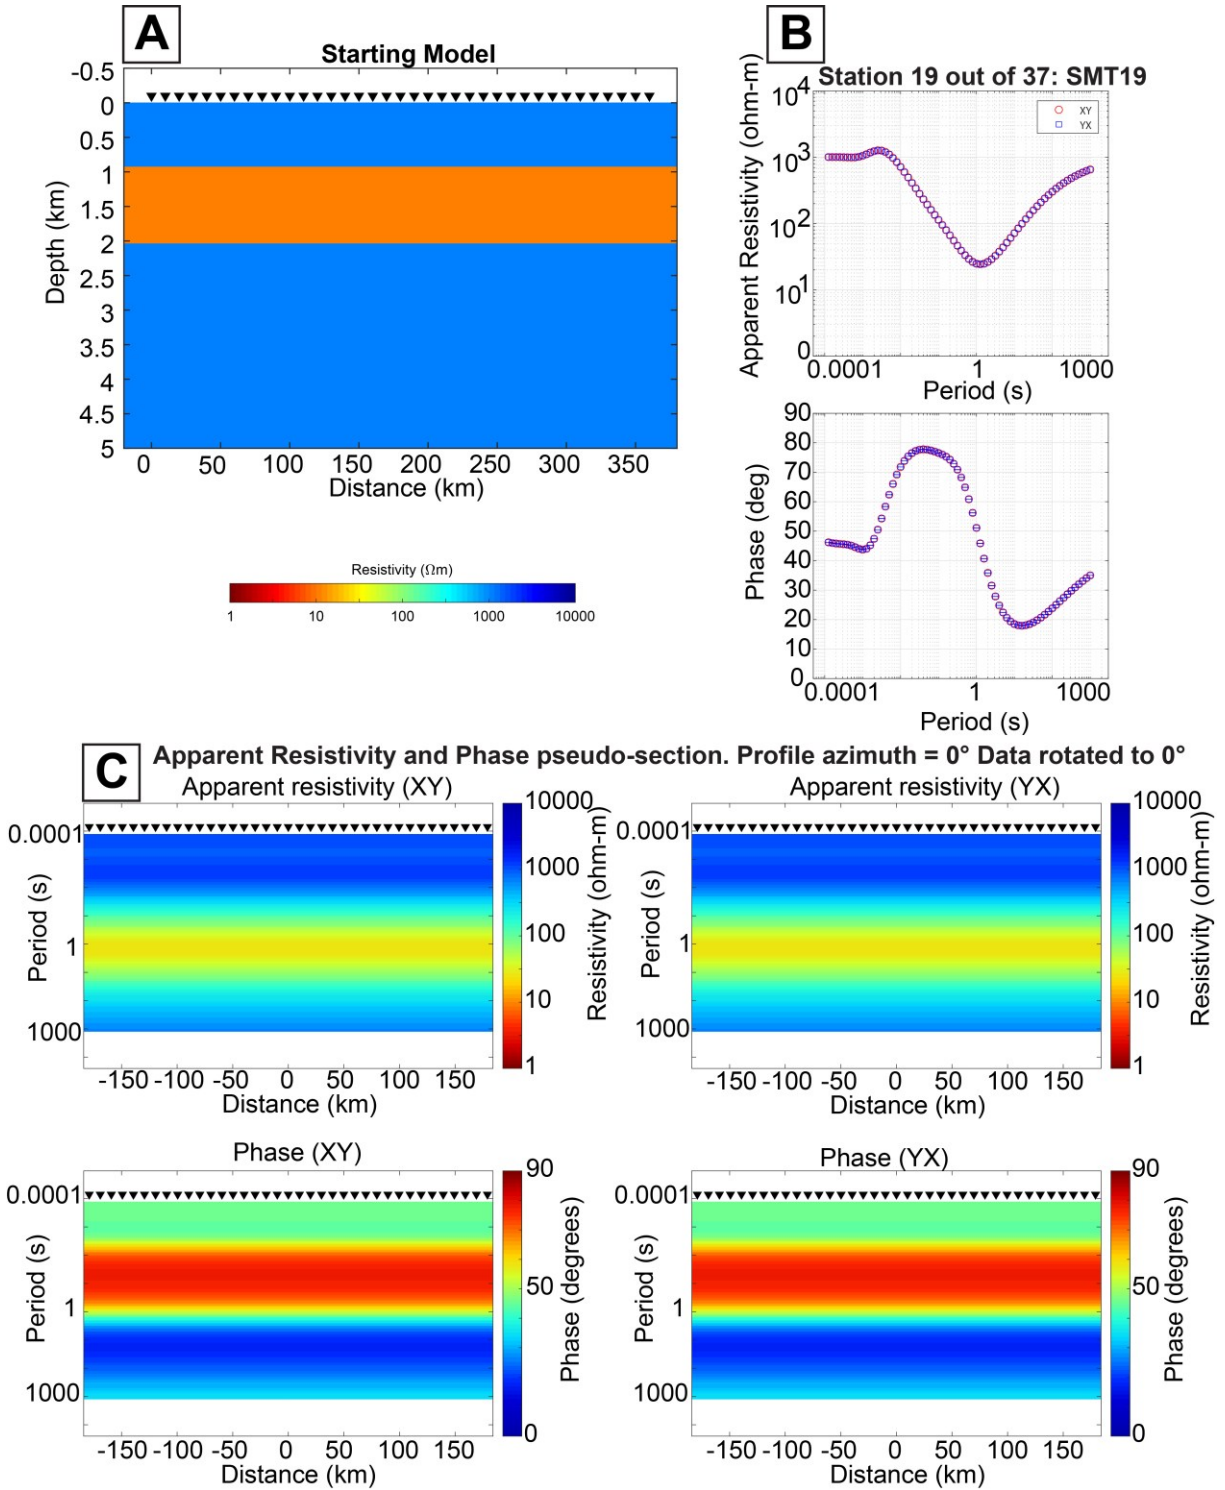 A
Starting Model
-0.5
0
0.5
1
1.5
2
2.5
3
3.5
4
4.5
5
Depth (km)
0 50 100 150 200 250 300 350
Distance (km)
Resistivity (Ωm)
1 10 100 1000 10000
B
Station 19 out of 37: SMT19
10^4
10^3
10^2
10^1
0
Apparent Resistivity (ohm-m)
XY
YX
0.0001 1 1000
Period (s)
90
80
70
60
50
40
30
20
10
0
Phase (deg)
0.0001 1 1000
Period (s)
C
Apparent Resistivity and Phase pseudo-section. Profile azimuth = 0° Data rotated to 0°
Apparent resistivity (XY)
0.0001
1
1000
Period (s)
-150 -100 -50 0 50 100 150
Distance (km)
10000
1000
100
10
1
Resistivity (ohm-m)
Apparent resistivity (YX)
0.0001
1
1000
Period (s)
-150 -100 -50 0 50 100 150
Distance (km)
10000
1000
100
10
1
Resistivity (ohm-m)
Phase (XY)
0.0001
1
1000
Period (s)
-150 -100 -50 0 50 100 150
Distance (km)
90
50
0
Phase (degrees)
Phase (YX)
0.0001
1
1000
Period (s)
-150 -100 -50 0 50 100 150
Distance (km)
90
50
0
Phase (degrees)